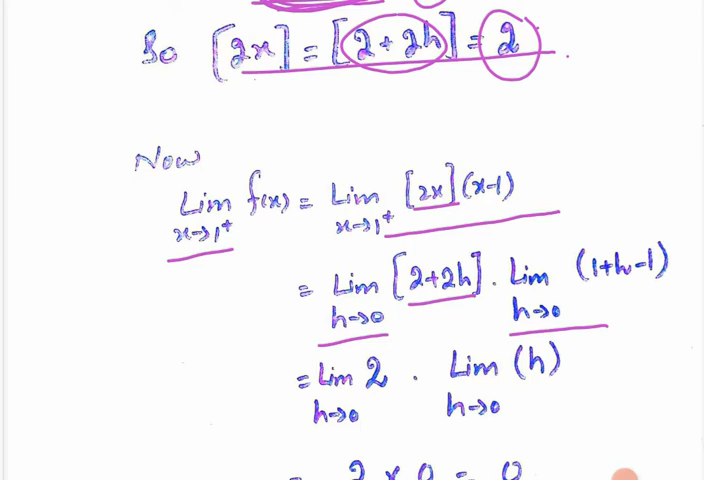 So [2x] = [2+2h] = 2.
Now
Lim x→1⁺ f(x) = Lim x→1⁺ [2x](x-1)
= Lim h→0 [2+2h] . Lim h→0 (1+h-1)
= Lim h→0 2 . Lim h→0 (h)
= 2 × 0 = 0